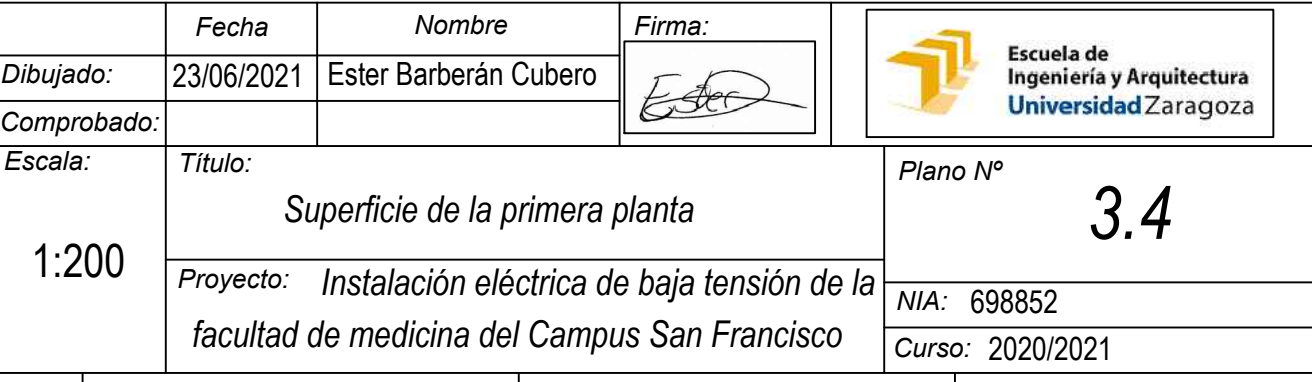 Fecha Nombre Firma:
Dibujado: 23/06/2021 Ester Barberán Cubero
Ester
Comprobado:
Escuela de
Ingeniería y Arquitectura
Universidad Zaragoza
Escala:
1:200
Título:
Superficie de la primera planta
Proyecto: Instalación eléctrica de baja tensión de la
facultad de medicina del Campus San Francisco
Plano Nº
3.4
NIA: 698852
Curso: 2020/2021